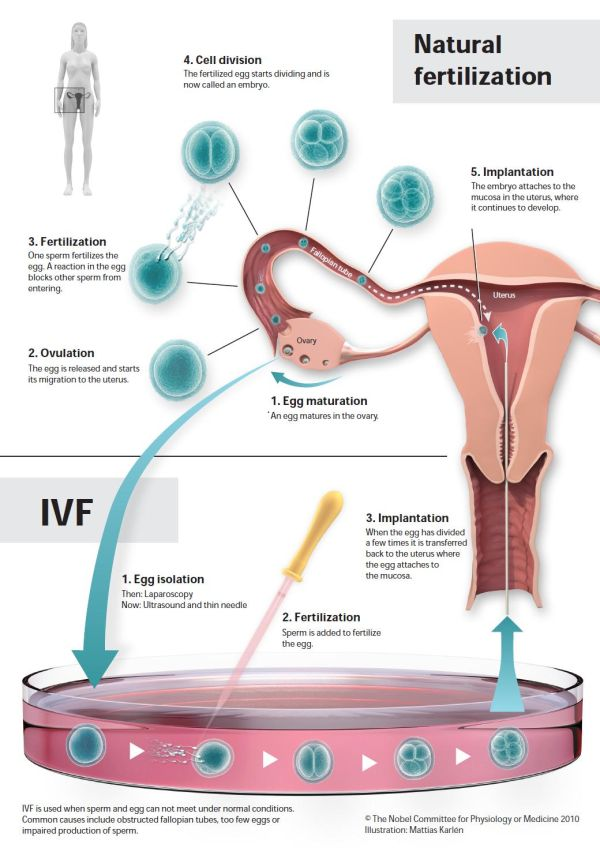 Natural
fertilization
4. Cell division
The fertilized egg starts dividing and is
now called an embryo.
5. Implantation
The embryo attaches to the
mucosa in the uterus, where
it continues to develop.
3. Fertilization
One sperm fertilizes the
egg. A reaction in the egg
blocks other sperm from
entering.
Fallopian tube
Uterus
Ovary
2. Ovulation
The egg is released and starts
its migration to the uterus.
1. Egg maturation
An egg matures in the ovary.
IVF
3. Implantation
When the egg has divided
a few times it is transferred
back to the uterus where
the egg attaches to
the mucosa.
1. Egg isolation
Then: Laparoscopy
Now: Ultrasound and thin needle
2. Fertilization
Sperm is added to fertilize
the egg.
IVF is used when sperm and egg can not meet under normal conditions.
Common causes include obstructed fallopian tubes, too few eggs or
impaired production of sperm.
© The Nobel Committee for Physiology or Medicine 2010
Illustration: Mattias Karlén